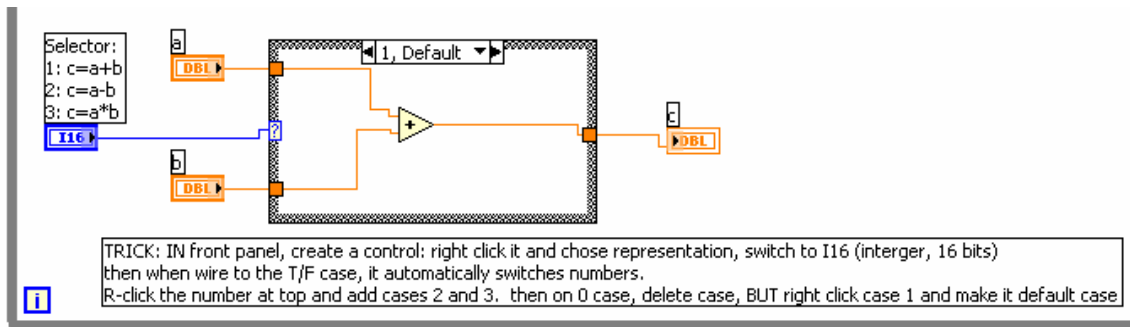 Selector:
1: c=a+b
2: c=a-b
3: c=a*b
I16
a
DBL
b
DBL
1, Default
?
+
c
DBL
TRICK: IN front panel, create a control: right click it and chose representation, switch to I16 (interger, 16 bits)
then when wire to the T/F case, it automatically switches numbers.
R-click the number at top and add cases 2 and 3. then on 0 case, delete case, BUT right click case 1 and make it default case
i